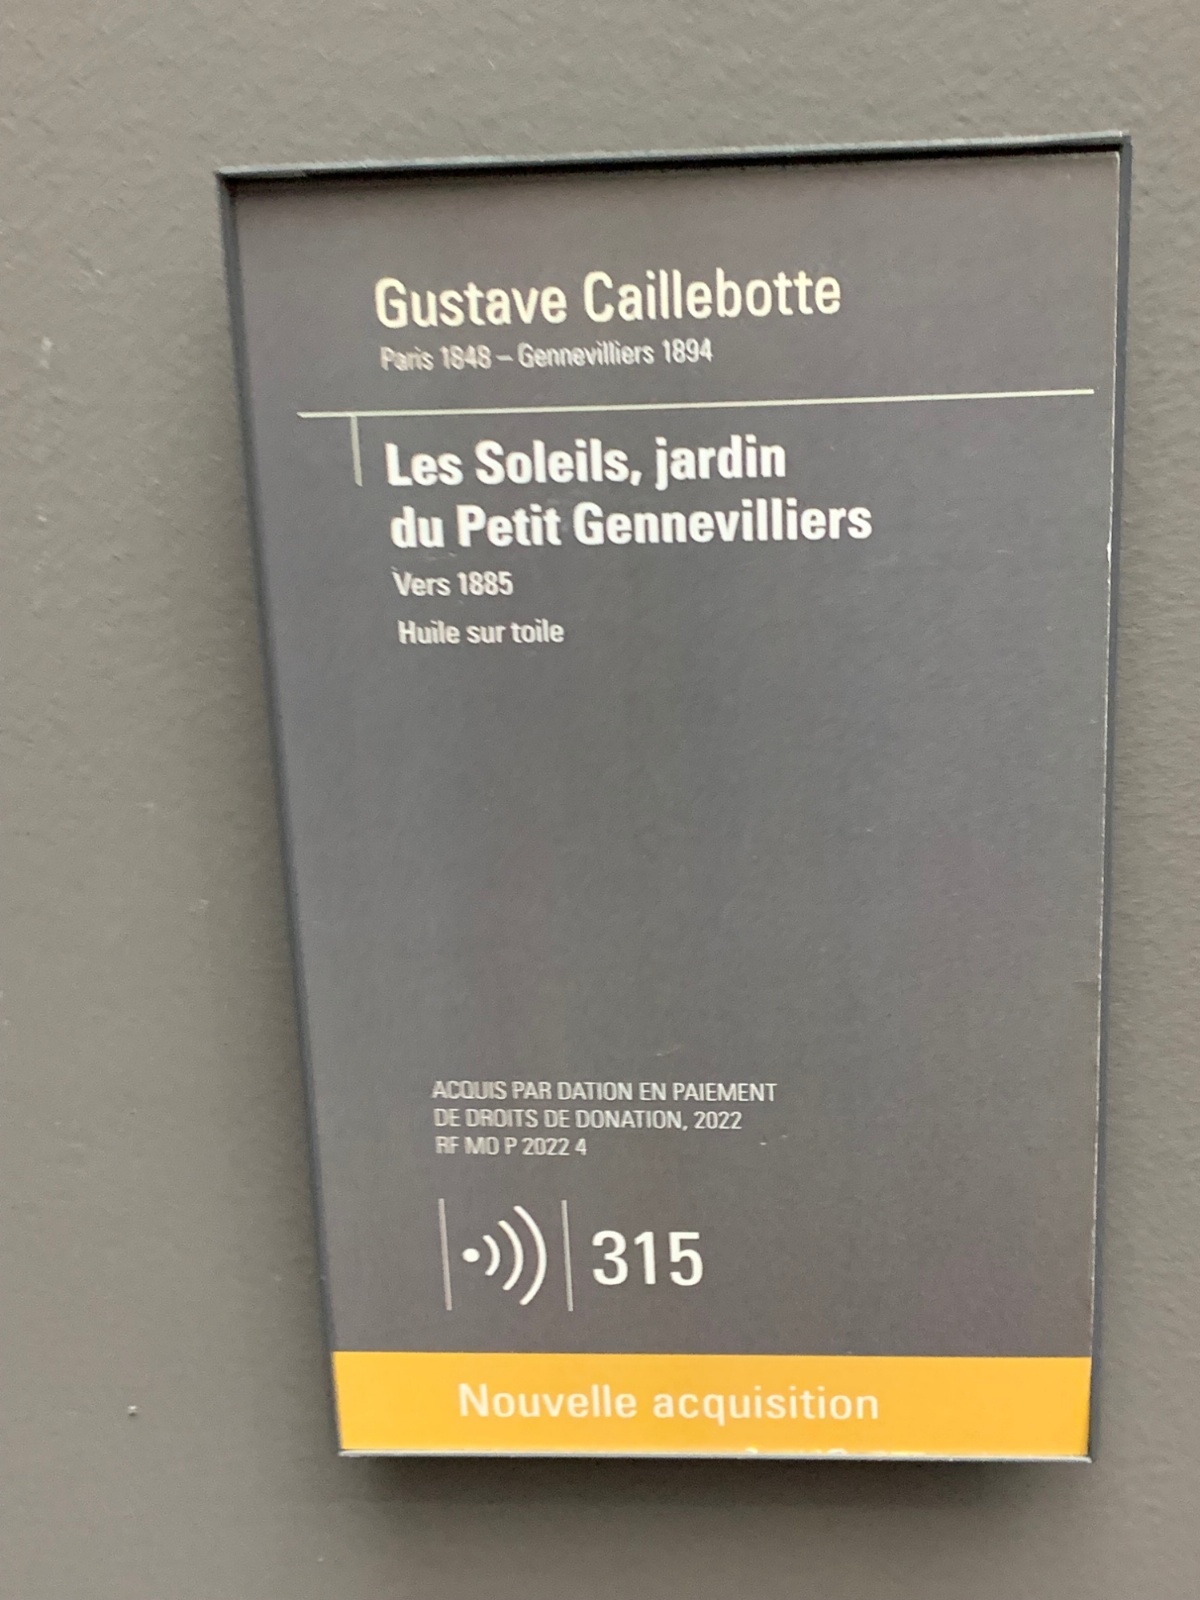 Gustave Caillebotte
Paris 1848 – Gennevilliers 1894
Les Soleils, jardin
du Petit Gennevilliers
Vers 1885
Huile sur toile
ACQUIS PAR DATION EN PAIEMENT
DE DROITS DE DONATION, 2022
RF MO P 2022 4
315
Nouvelle acquisition